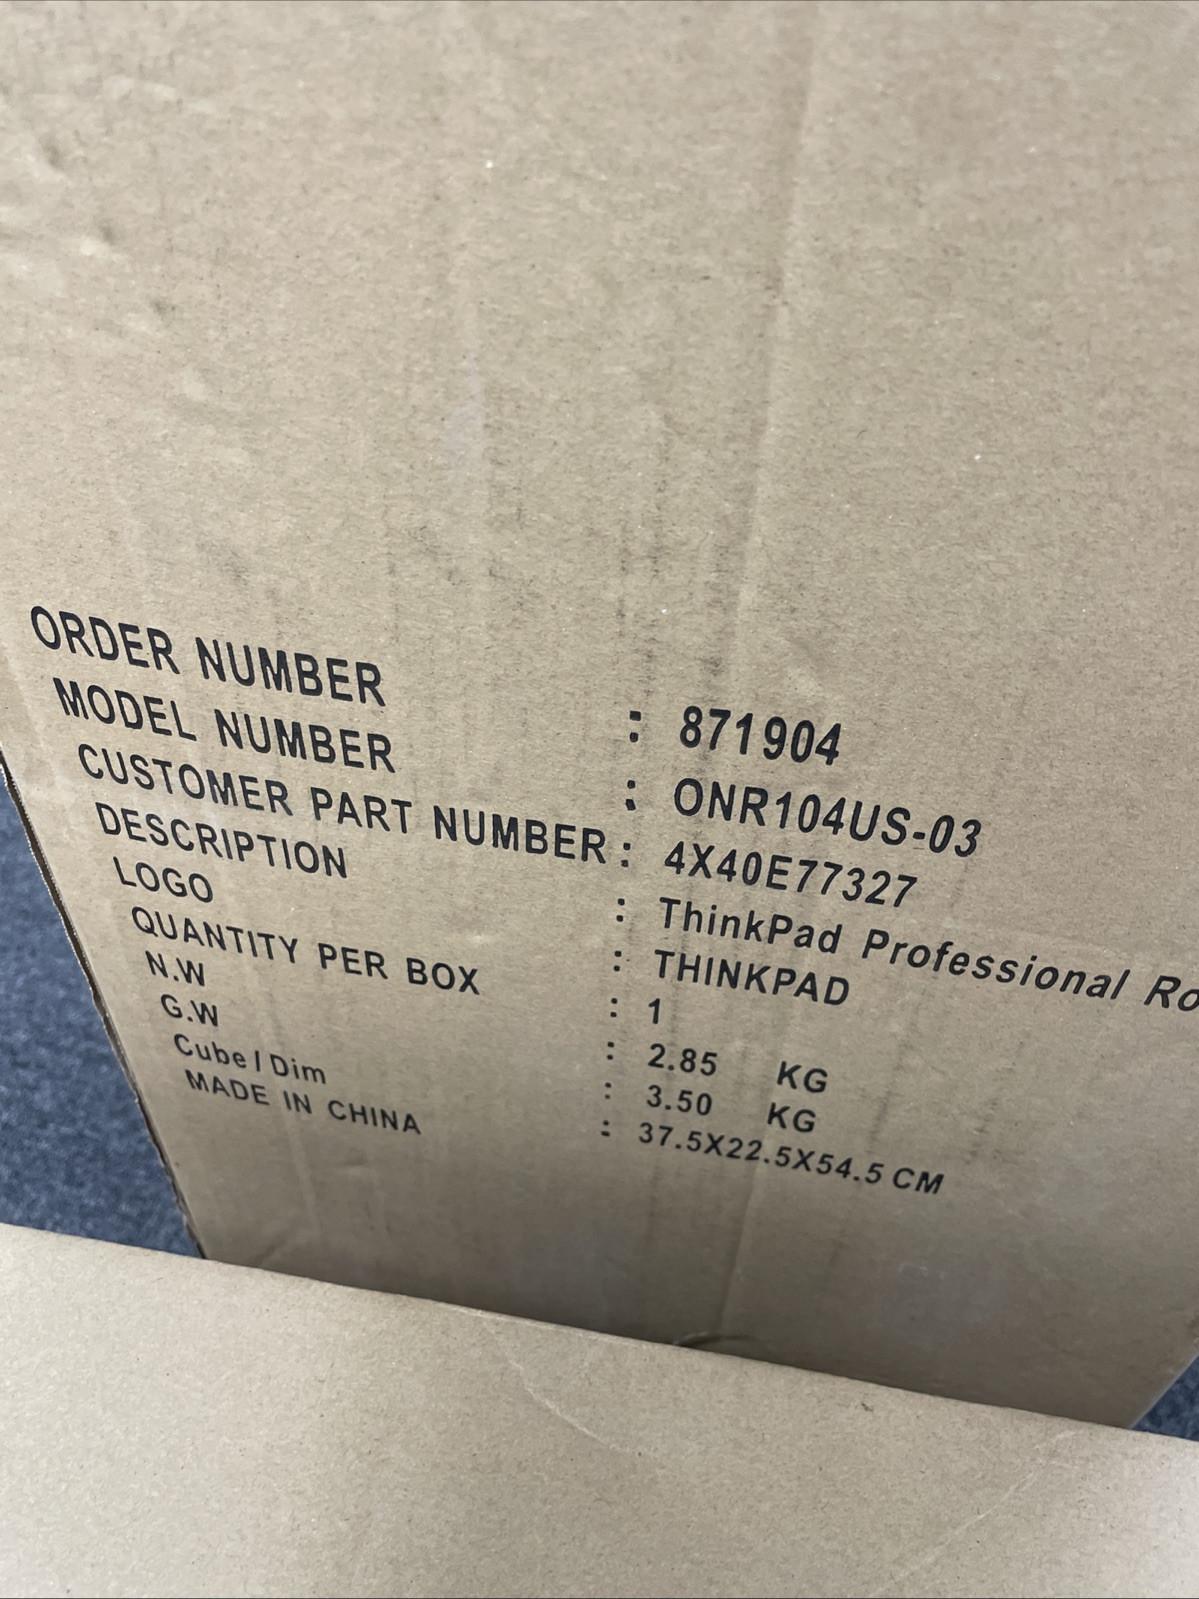 ORDER NUMBER : 871904
MODEL NUMBER : ONR104US-03
CUSTOMER PART NUMBER : 4X40E77327
DESCRIPTION : ThinkPad Professional Ro
LOGO : THINKPAD
QUANTITY PER BOX : 1
N.W : 2.85 KG
G.W : 3.50 KG
Cube/Dim : 37.5X22.5X54.5 CM
MADE IN CHINA